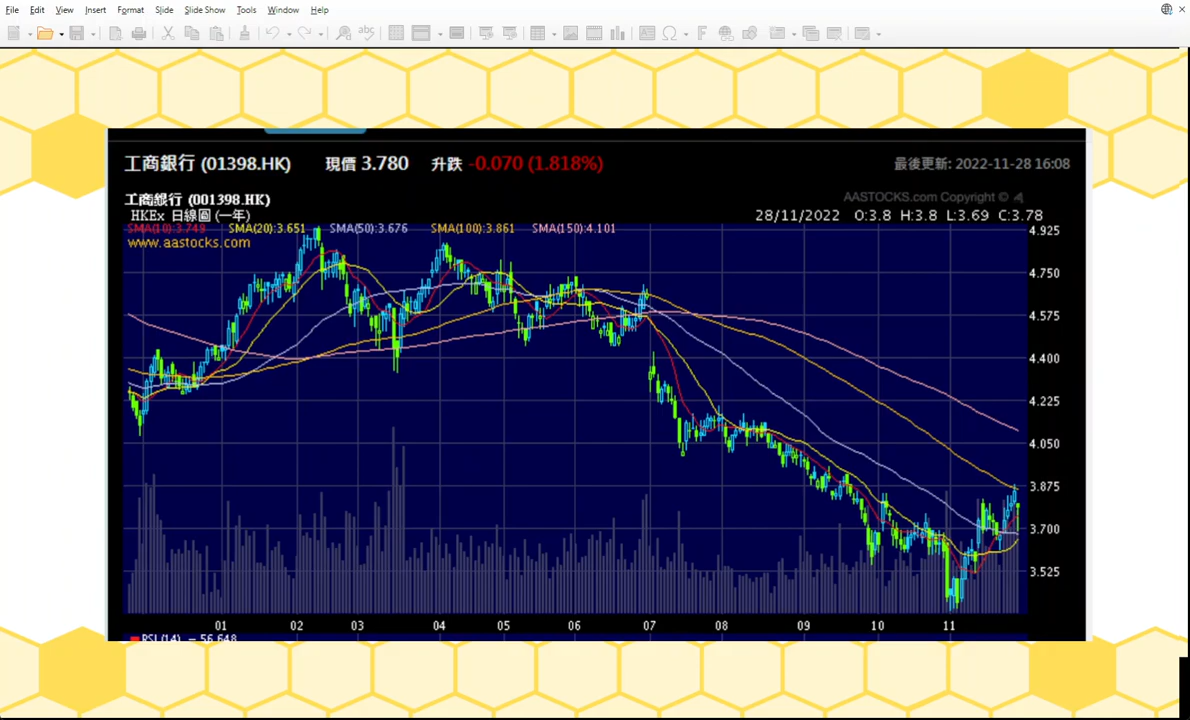 File Edit View Insert Format Slide Slide Show Tools Window Help
工商銀行 (01398.HK) 現價 3.780 升跌 -0.070 (1.818%) 最後更新: 2022-11-28 16:08
工商銀行 (001398.HK) AASTOCKS.com Copyright ©
HKEx 日線圖 (一年) 28/11/2022 O:3.8 H:3.8 L:3.69 C:3.78
SMA(10):3.749 SMA(20):3.651 SMA(50):3.676 SMA(100):3.861 SMA(150):4.101
www.aastocks.com
4.925
4.750
4.575
4.400
4.225
4.050
3.875
3.700
3.525
01 02 03 04 05 06 07 08 09 10 11
RSI(14) = 56.648